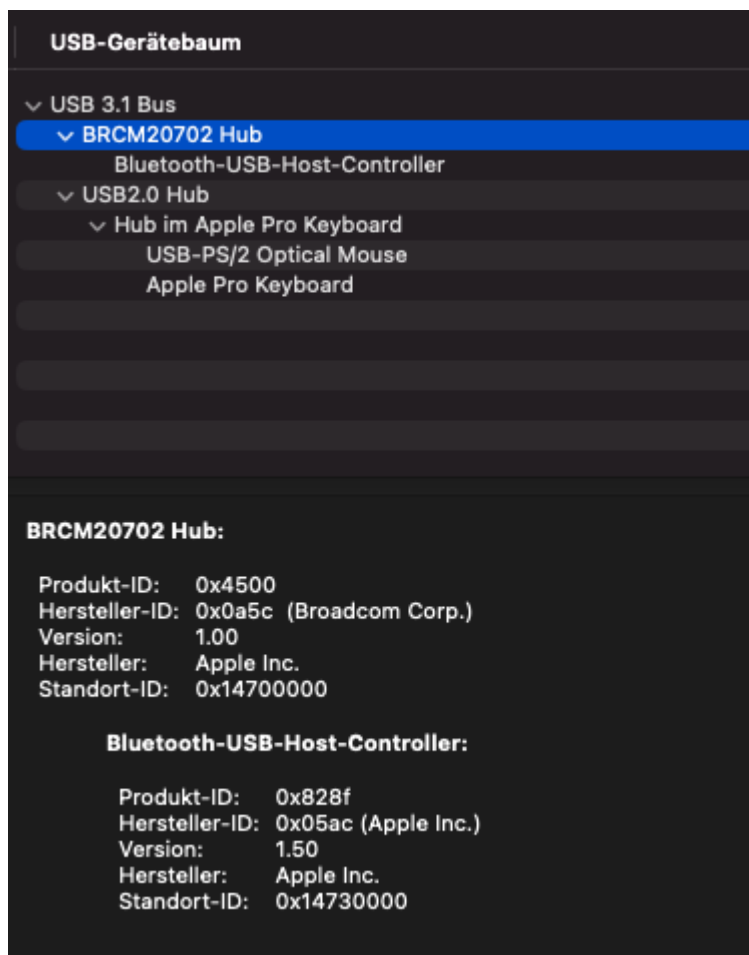 USB-Gerätebaum
USB 3.1 Bus
BRCM20702 Hub
Bluetooth-USB-Host-Controller
USB2.0 Hub
Hub im Apple Pro Keyboard
USB-PS/2 Optical Mouse
Apple Pro Keyboard
BRCM20702 Hub:
Produkt-ID: 0x4500
Hersteller-ID: 0x0a5c (Broadcom Corp.)
Version: 1.00
Hersteller: Apple Inc.
Standort-ID: 0x14700000
Bluetooth-USB-Host-Controller:
Produkt-ID: 0x828f
Hersteller-ID: 0x05ac (Apple Inc.)
Version: 1.50
Hersteller: Apple Inc.
Standort-ID: 0x14730000